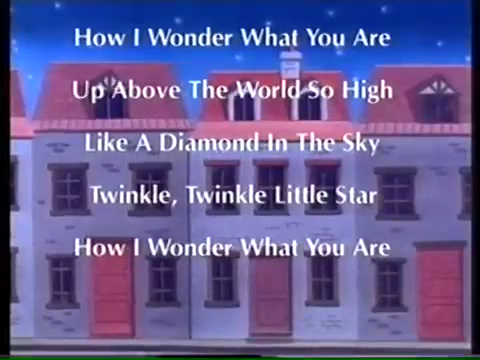 How I Wonder What You Are
Up Above The World So High
Like A Diamond In The Sky
Twinkle, Twinkle Little Star
How I Wonder What You Are